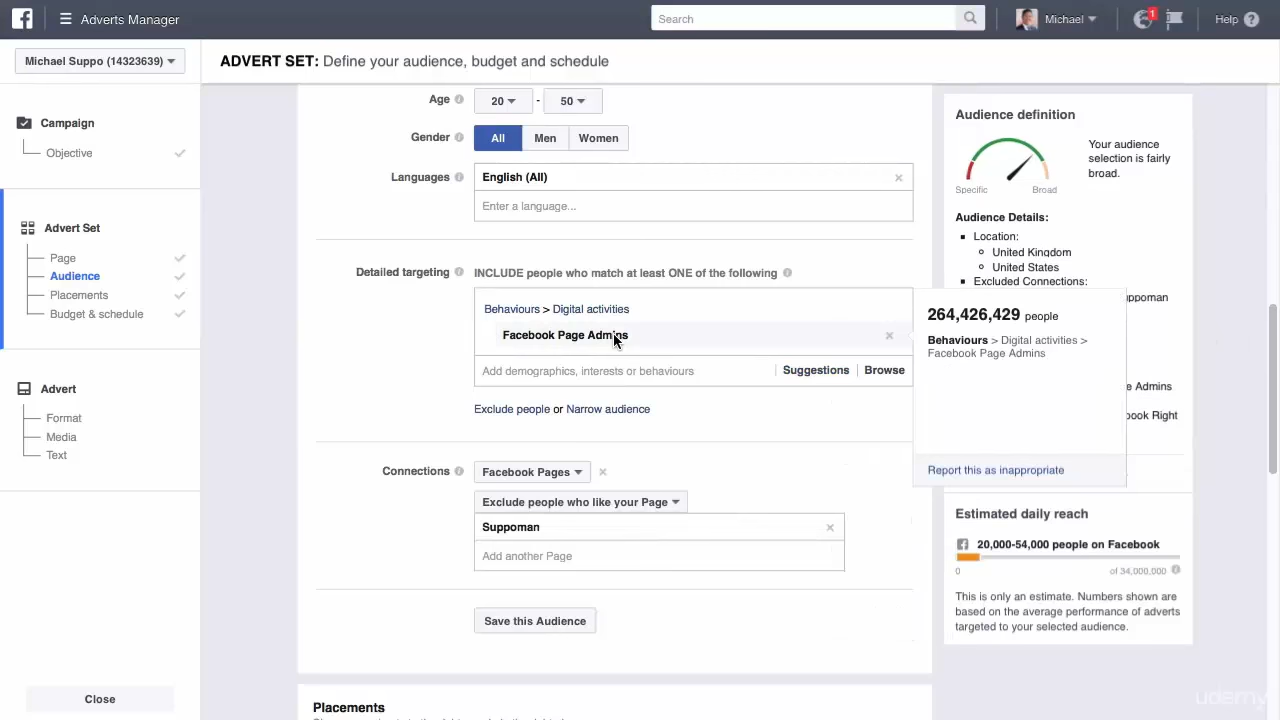 Adverts Manager
Search
Michael
1
Help
Michael Suppo (14323639)
ADVERT SET: Define your audience, budget and schedule
Campaign
Objective
Advert Set
Page
Audience
Placements
Budget & schedule
Advert
Format
Media
Text
Close
Age
20
-
50
Gender
All
Men
Women
Languages
English (All)
Enter a language...
Detailed targeting
INCLUDE people who match at least ONE of the following
Behaviours > Digital activities
Facebook Page Admins
Add demographics, interests or behaviours
Suggestions
Browse
Exclude people or Narrow audience
Connections
Facebook Pages
Exclude people who like your Page
Suppoman
Add another Page
Save this Audience
Placements
Audience definition
Specific
Broad
Your audience
selection is fairly
broad.
Audience Details:
Location:
United Kingdom
United States
Excluded Connections:
ppoman
264,426,429 people
Behaviours > Digital activities >
Facebook Page Admins
e Admins
ook Right
Report this as inappropriate
Estimated daily reach
20,000-54,000 people on Facebook
0
of 34,000,000
This is only an estimate. Numbers shown are
based on the average performance of adverts
targeted to your selected audience.
udemy